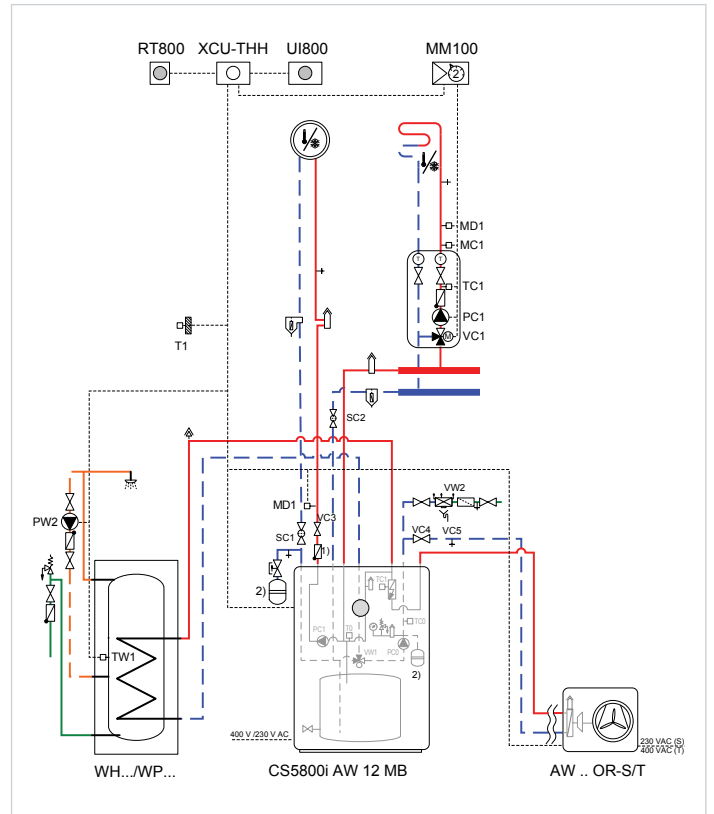 RT800 XCU-THH UI800 MM100
2
MD1
MC1
T T
TC1
PC1
M VC1
T1
SC2
MD1
VC3
VW2
PW2
SC1
1)
VC4 VC5
2)
TC1
T0
TC0
PC1
VW1
PC0
2)
TW1
400 V /230 V AC
230 VAC (S)
400 VAC (T)
WH.../WP... CS5800i AW 12 MB AW .. OR-S/T